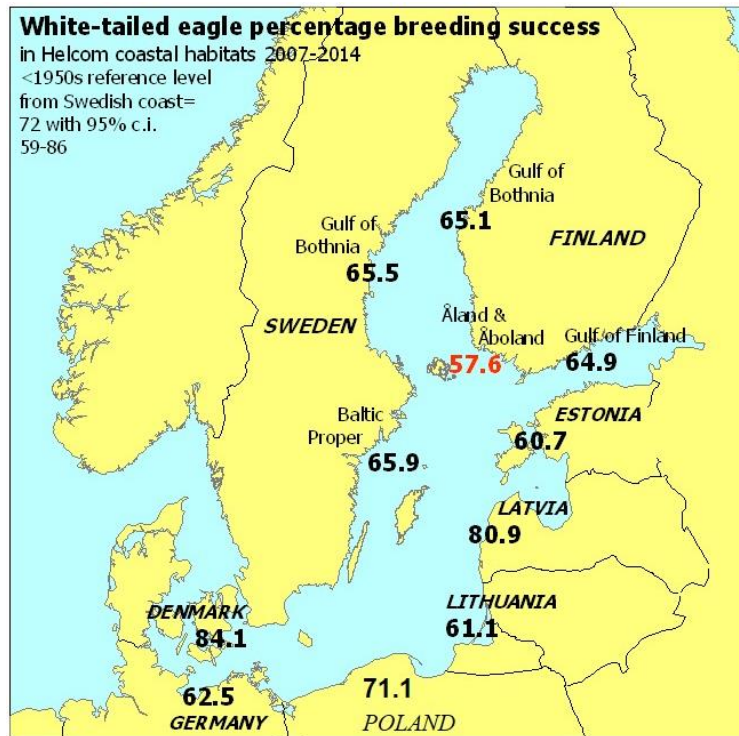 White-tailed eagle percentage breeding success
in Helcom coastal habitats 2007-2014
<1950s reference level
from Swedish coast=
72 with 95% c.i.
59-86
Gulf of
Bothnia
65.1
FINLAND
Gulf of
Bothnia
65.5
SWEDEN
Åland &
Åboland
57.6
Gulf of Finland
64.9
Baltic
Proper
65.9
ESTONIA
60.7
LATVIA
80.9
LITHUANIA
61.1
DENMARK
84.1
62.5
GERMANY
71.1
POLAND